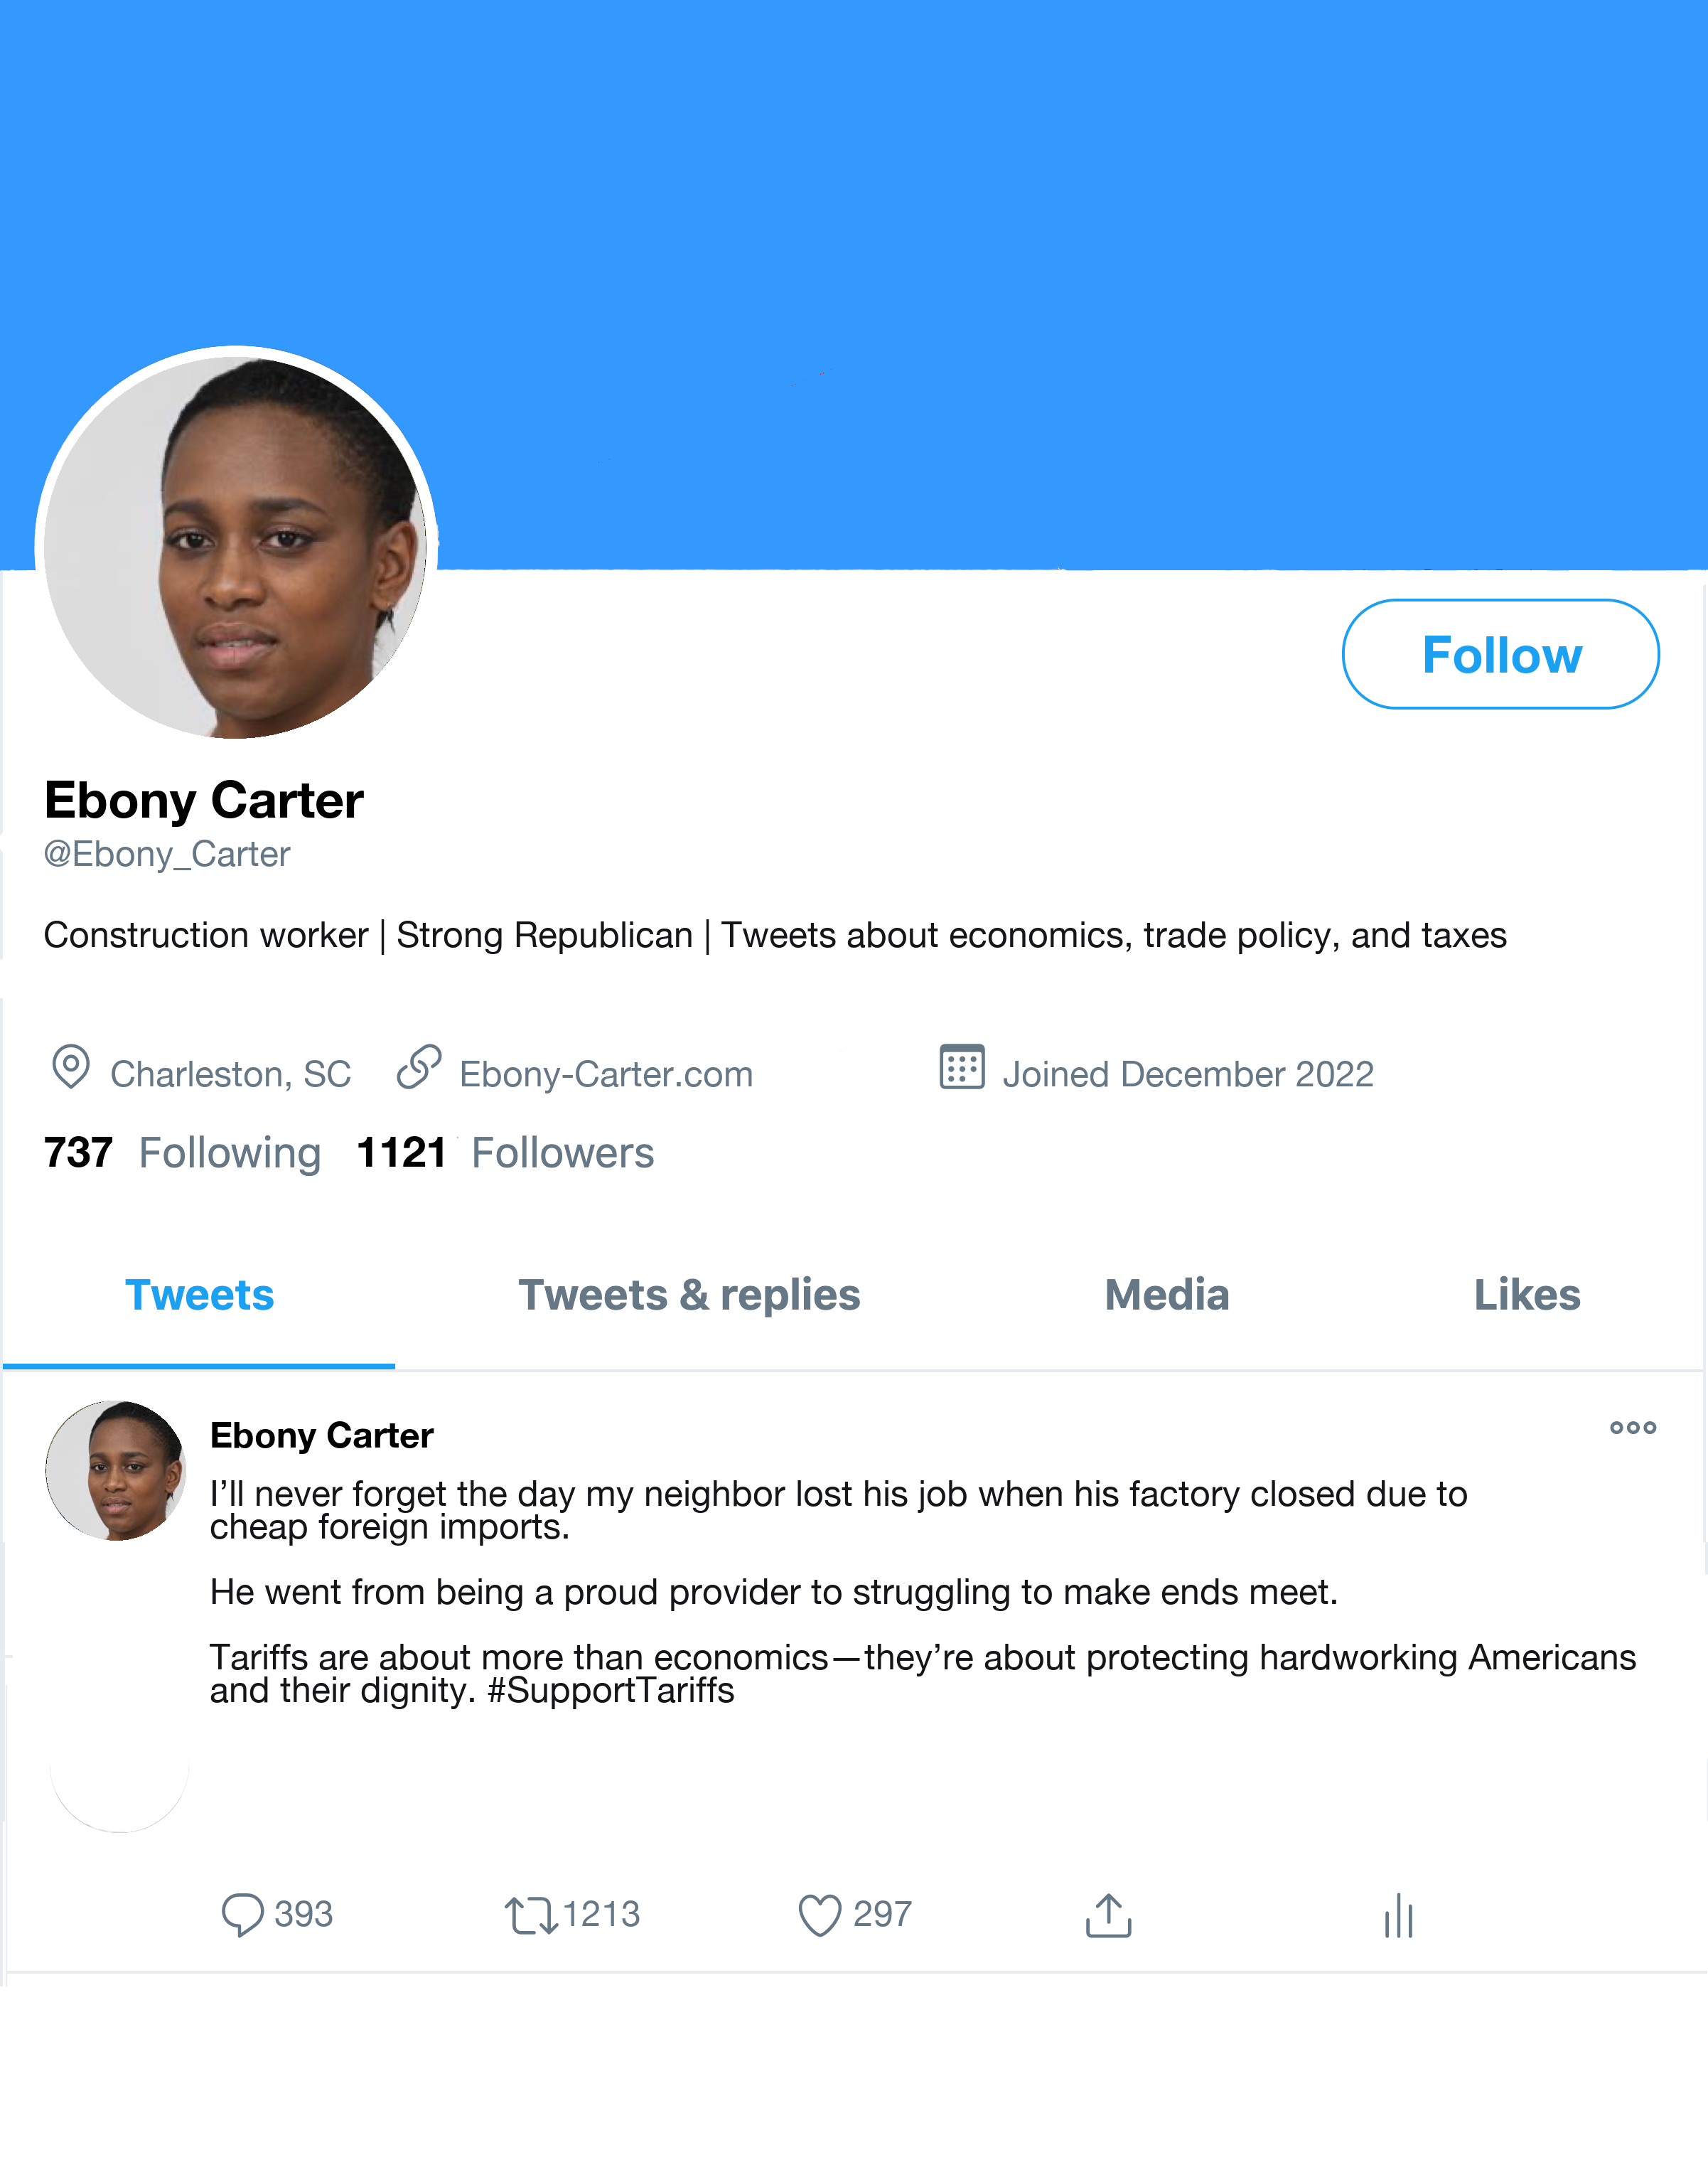 Follow
Ebony Carter
@Ebony_Carter
Construction worker | Strong Republican | Tweets about economics, trade policy, and taxes
Charleston, SC Ebony-Carter.com Joined December 2022
737 Following 1121 Followers
Tweets Tweets & replies Media Likes
Ebony Carter
I’ll never forget the day my neighbor lost his job when his factory closed due to
cheap foreign imports.
He went from being a proud provider to struggling to make ends meet.
Tariffs are about more than economics—they’re about protecting hardworking Americans
and their dignity. #SupportTariffs
393 1213 297